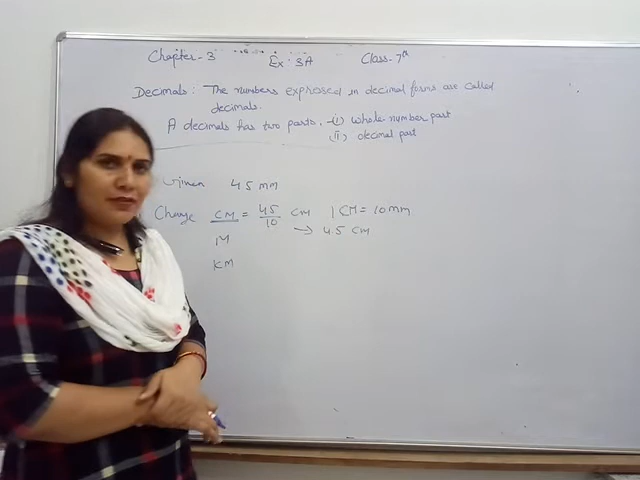 Chapter-3 Ex:3A Class-7th
Decimals: The numbers expressed in decimal forms are called
decimals.
A decimals has two parts.-(i) whole number part
(ii) decimal part
Given 45 mm
Change CM = 45/10 CM 1 CM = 10 mm
→ 4.5 CM
M
KM